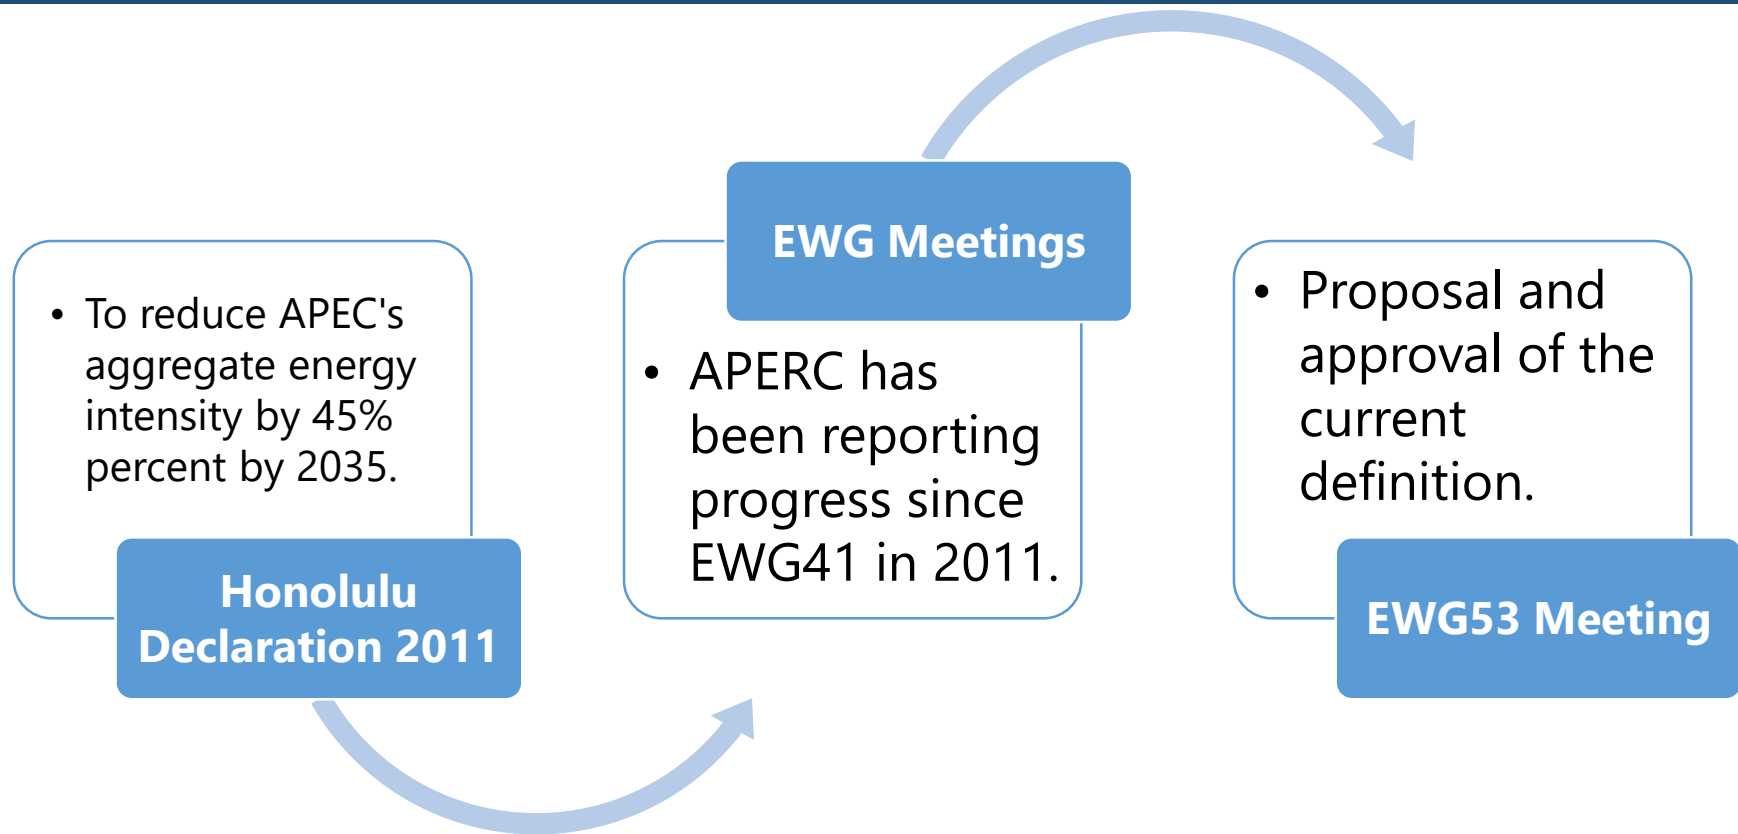 • To reduce APEC's
aggregate energy
intensity by 45%
percent by 2035.
Honolulu
Declaration 2011
EWG Meetings
• APERC has
been reporting
progress since
EWG41 in 2011.
• Proposal and
approval of the
current
definition.
EWG53 Meeting